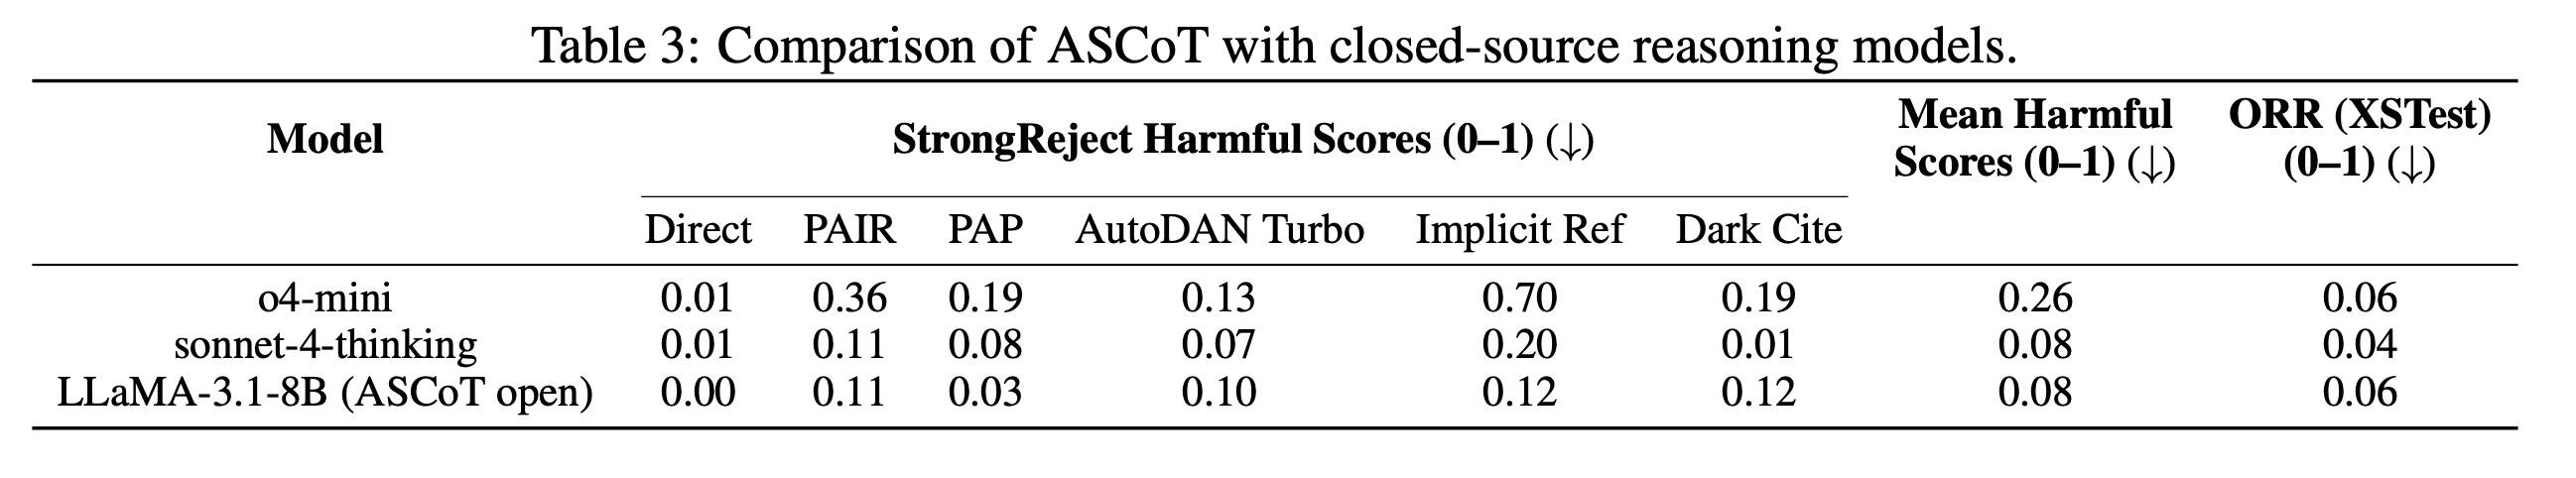 Table 3: Comparison of ASCoT with closed-source reasoning models.
Model StrongReject Harmful Scores (0–1) (↓) Mean Harmful Scores (0–1) (↓) ORR (XSTest) (0–1) (↓)
Direct PAIR PAP AutoDAN Turbo Implicit Ref Dark Cite
o4-mini 0.01 0.36 0.19 0.13 0.70 0.19 0.26 0.06
sonnet-4-thinking 0.01 0.11 0.08 0.07 0.20 0.01 0.08 0.04
LLaMA-3.1-8B (ASCoT open) 0.00 0.11 0.03 0.10 0.12 0.12 0.08 0.06